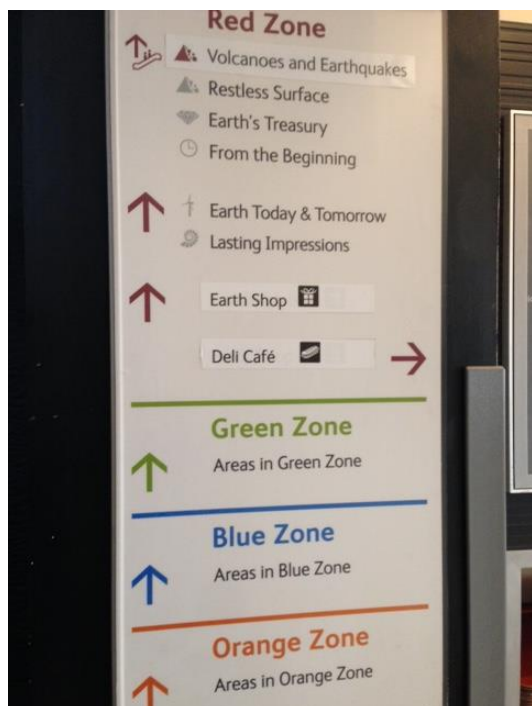 Red Zone
Volcanoes and Earthquakes
Restless Surface
Earth's Treasury
From the Beginning
Earth Today & Tomorrow
Lasting Impressions
Earth Shop
Deli Café
Green Zone
Areas in Green Zone
Blue Zone
Areas in Blue Zone
Orange Zone
Areas in Orange Zone